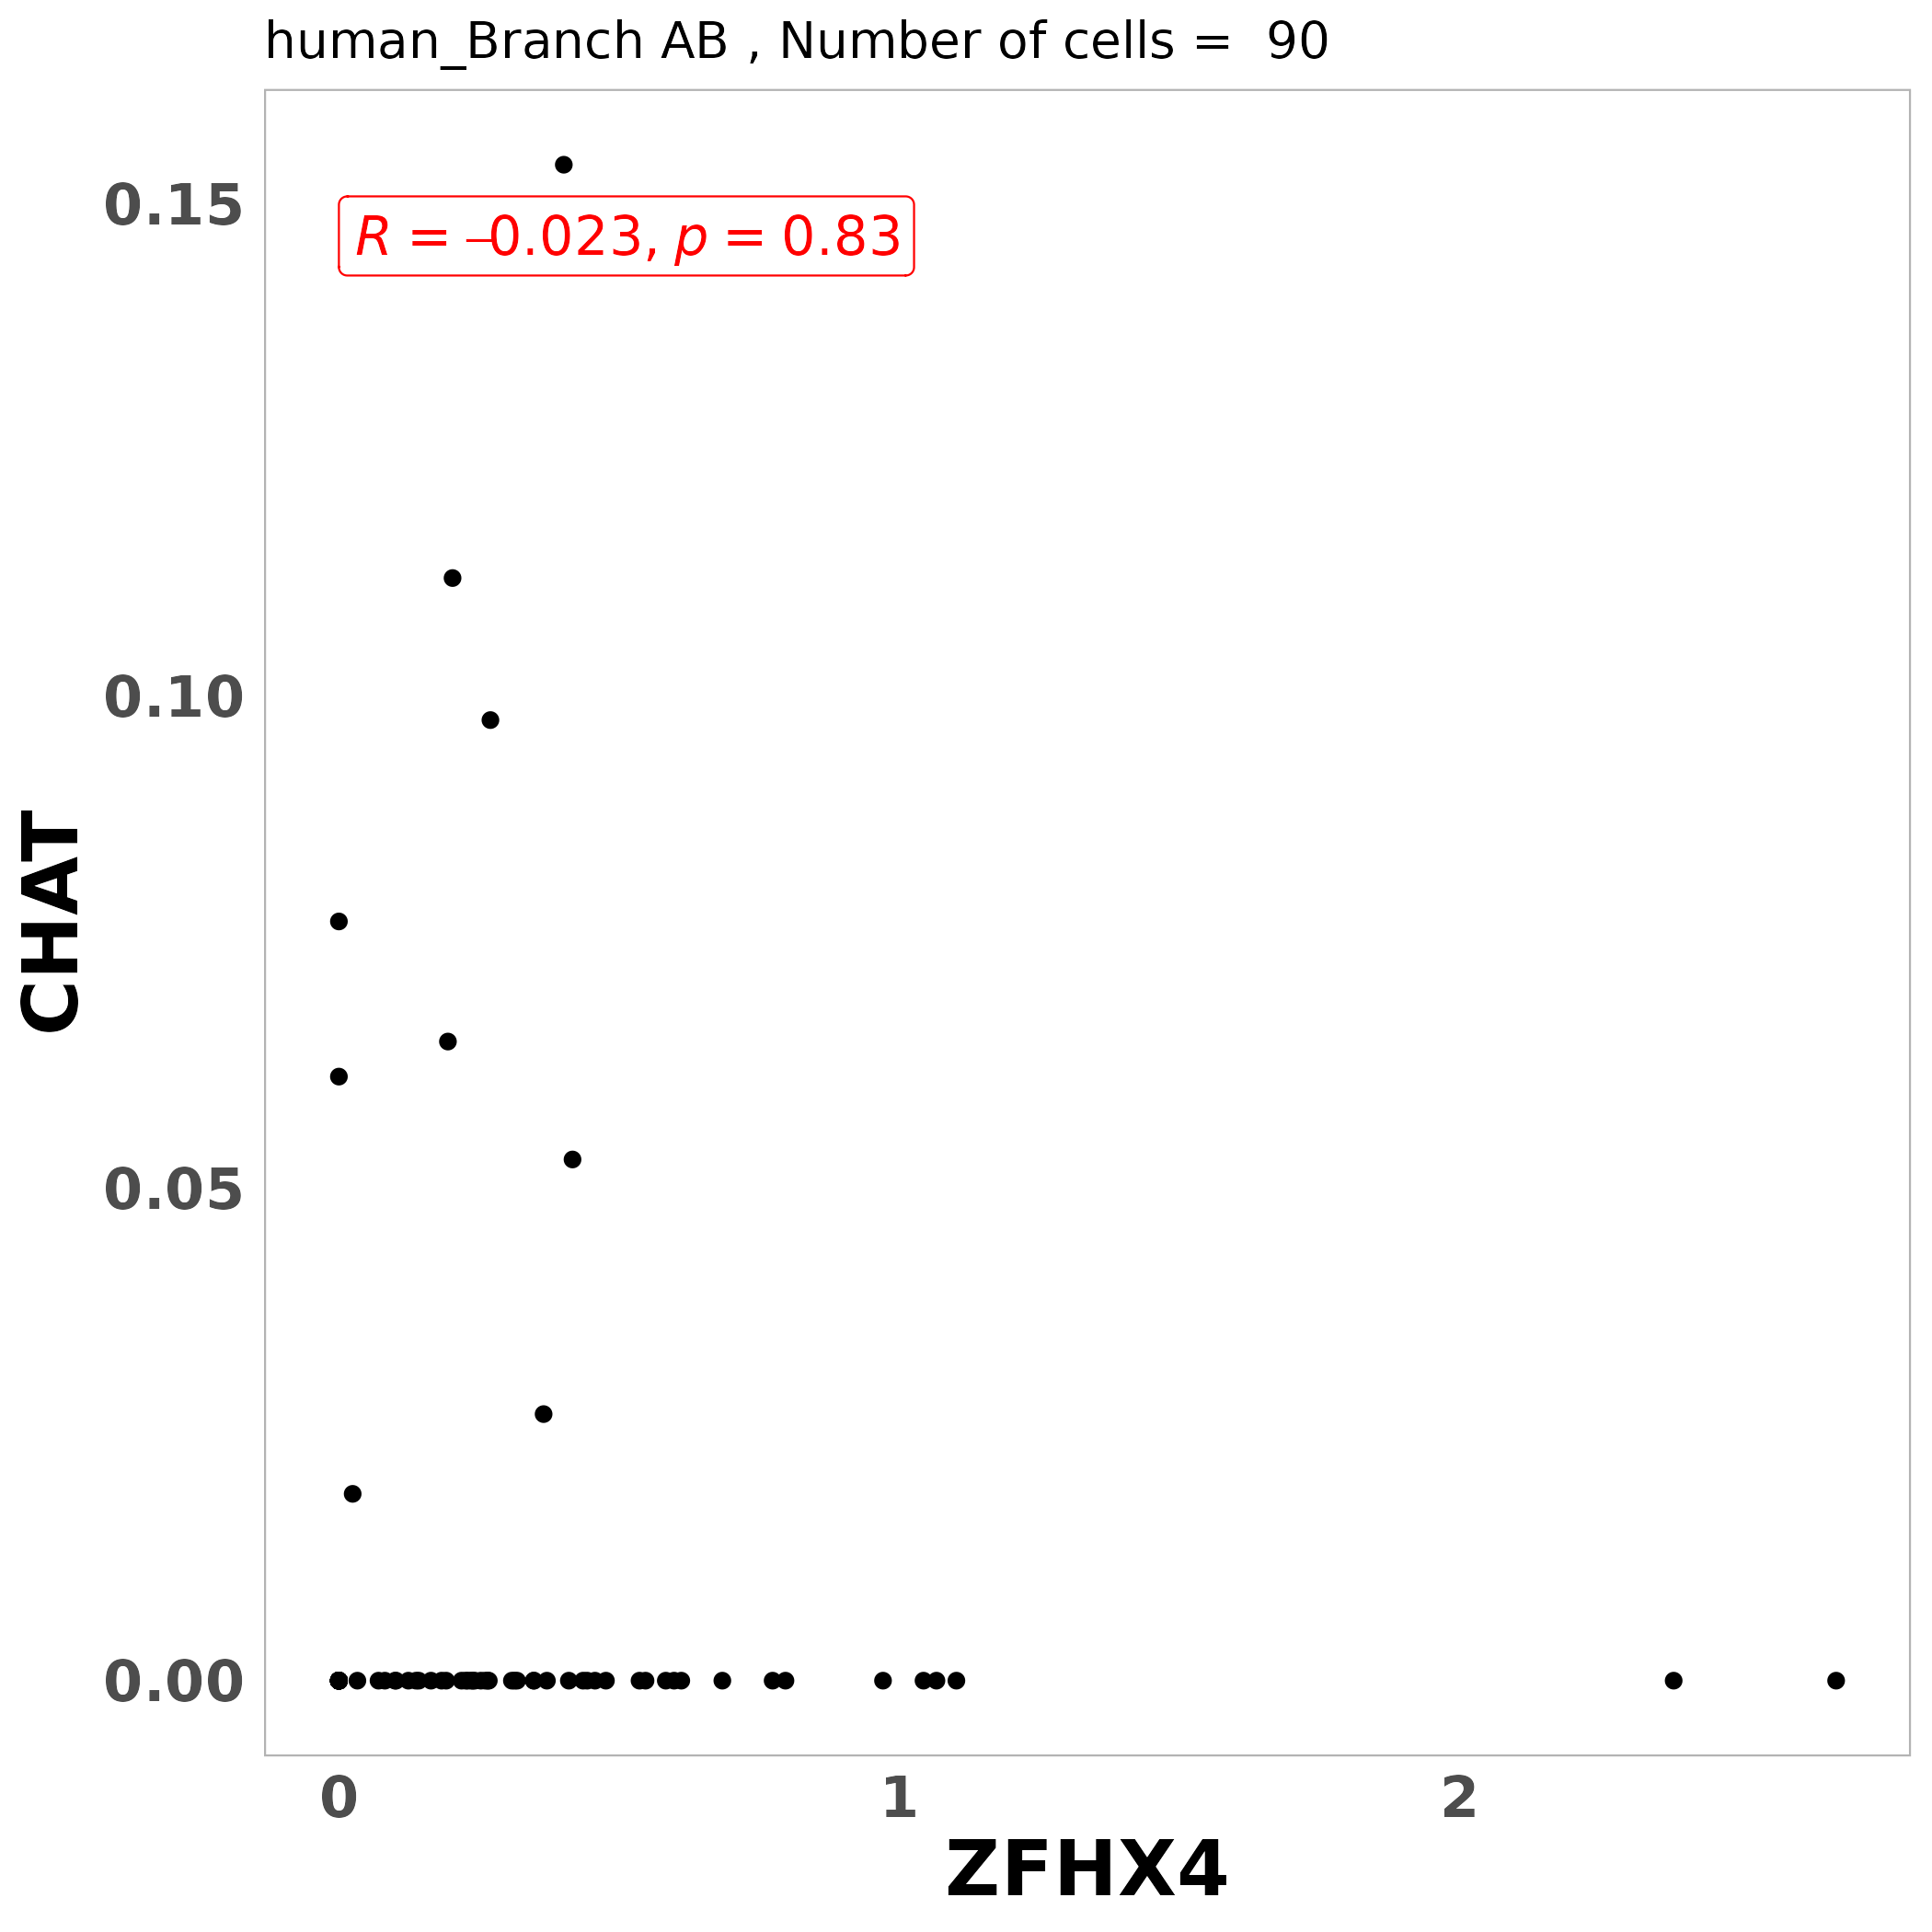 human_Branch AB , Number of cells =  90
0.15
R = –0.023, p = 0.83
0.10
CHAT
0.05
0.00
0 1 2
ZFHX4